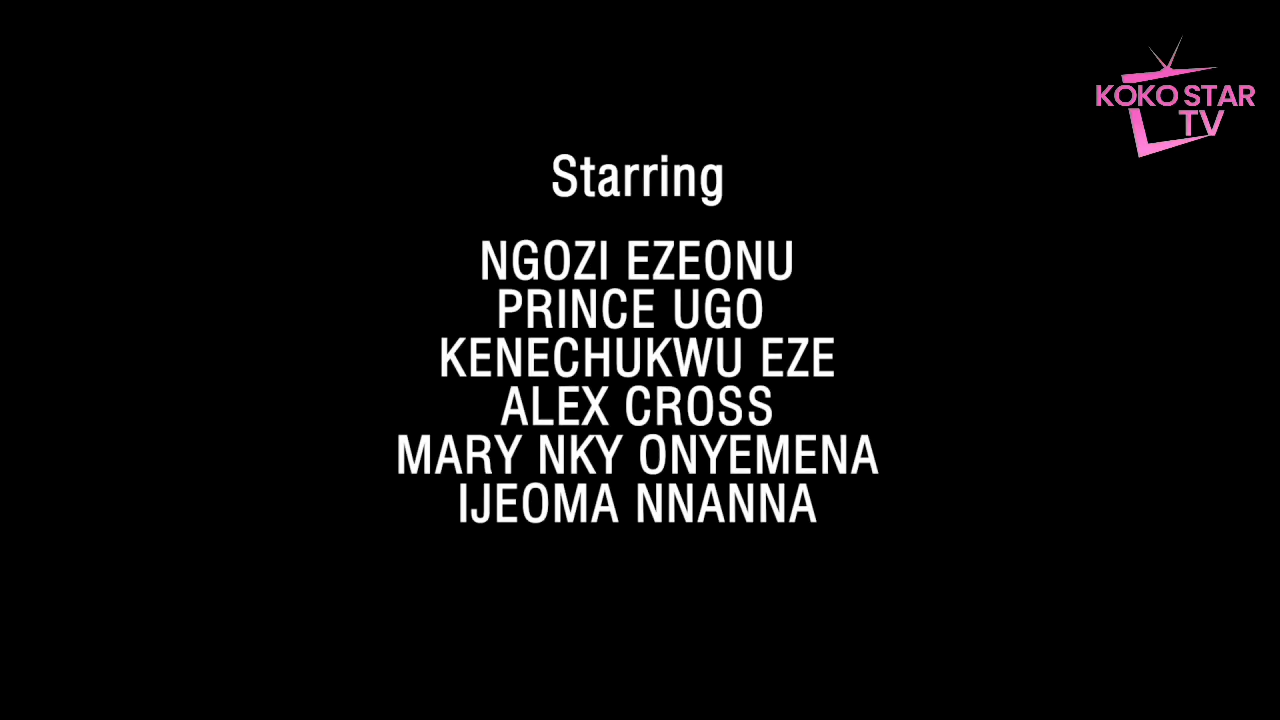 KOKO STAR
TV
Starring
NGOZI EZEONU
PRINCE UGO
KENECHUKWU EZE
ALEX CROSS
MARY NKY ONYEMENA
IJEOMA NNANNA